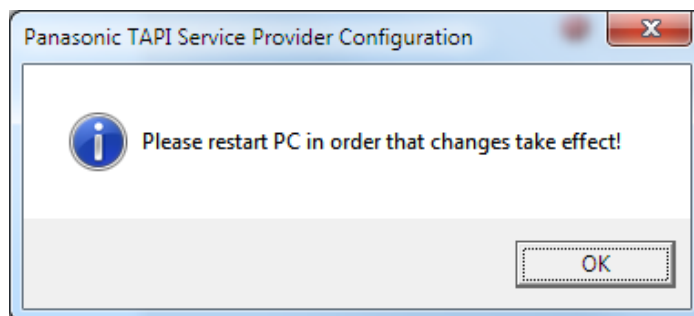 Panasonic TAPI Service Provider Configuration
Please restart PC in order that changes take effect!
OK